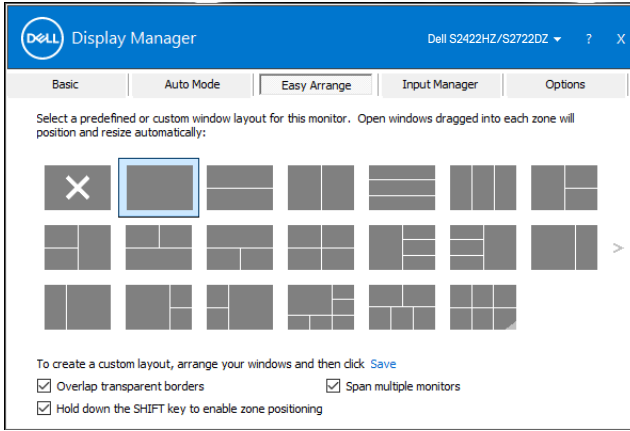 DELL Display Manager
Dell S2422HZ/S2722DZ ? X
Basic Auto Mode Easy Arrange Input Manager Options
Select a predefined or custom window layout for this monitor. Open windows dragged into each zone will
position and resize automatically:
>
To create a custom layout, arrange your windows and then click Save
Overlap transparent borders Span multiple monitors
Hold down the SHIFT key to enable zone positioning